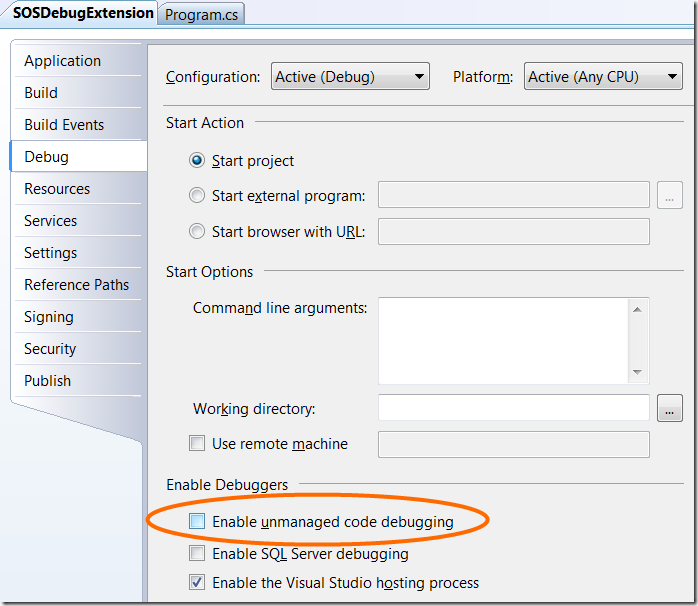 SOSDebugExtension Program.cs
Application
Build
Build Events
Debug
Resources
Services
Settings
Reference Paths
Signing
Security
Publish
Configuration: Active (Debug) Platform: Active (Any CPU)
Start Action
Start project
Start external program: ...
Start browser with URL:
Start Options
Command line arguments:
Working directory: ...
Use remote machine
Enable Debuggers
Enable unmanaged code debugging
Enable SQL Server debugging
Enable the Visual Studio hosting process